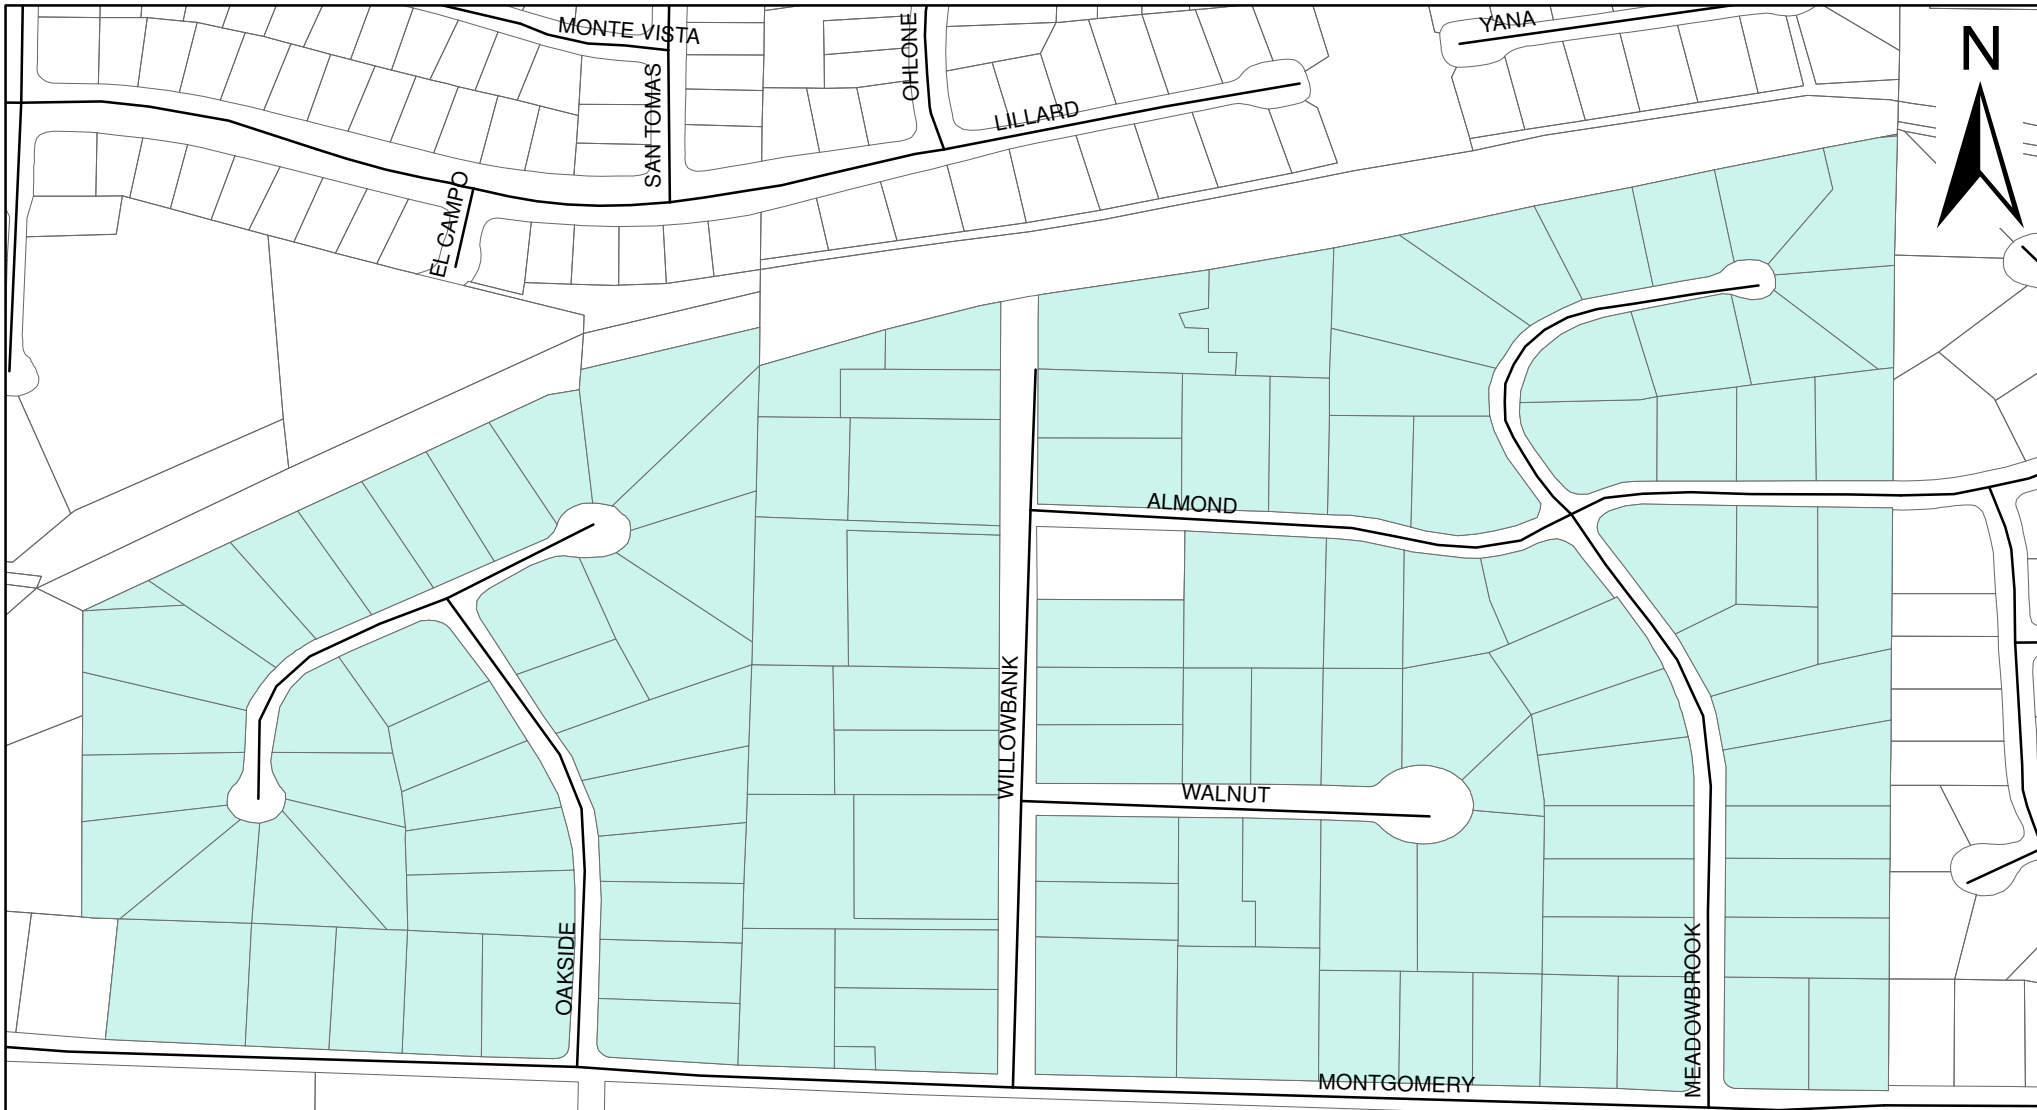 MONTE VISTA
OHLONE
YANA
N
SAN TOMAS
LILLARD
EL CAMPO
ALMOND
WILLOWBANK
WALNUT
OAKSIDE
MEADOWBROOK
MONTGOMERY